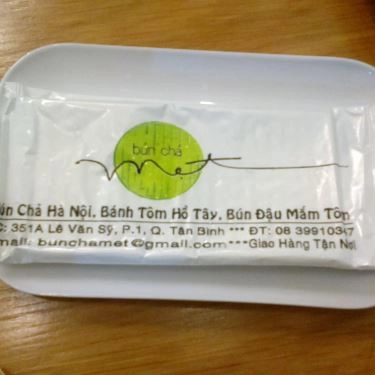 bún chả
mẹt
ún Chả Hà Nội, Bánh Tôm Hồ Tây, Bún Đậu Mắm Tôm
C: 351A Lê Văn Sỹ, P.1, Q. Tân Bình *** ĐT: 08 39910347
mail: bunchamet@gmail.com***Giao Hàng Tận Nơi